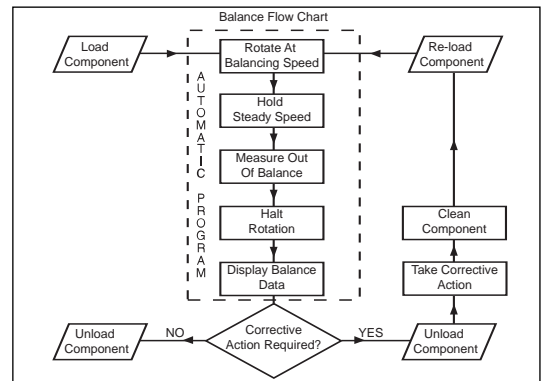 Balance Flow Chart
Load
Component
Rotate At
Balancing Speed
Re-load
Component
AUTOMATIC PROGRAM
Hold
Steady Speed
Measure Out
Of Balance
Halt
Rotation
Clean
Component
Display Balance
Data
Take Corrective
Action
Unload
Component
NO
Corrective
Action Required?
YES
Unload
Component